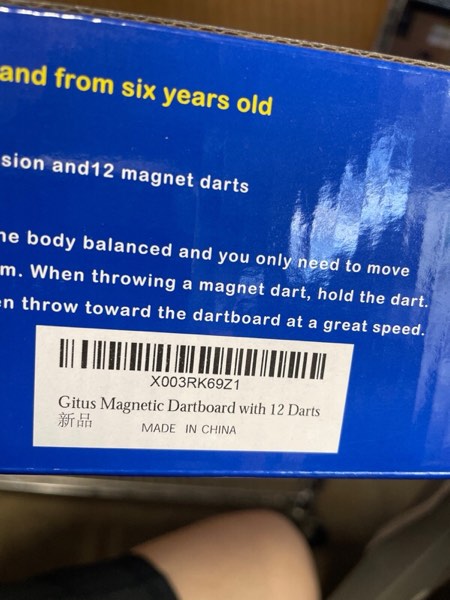 and from six years old
sion and12 magnet darts
he body balanced and you only need to move
m. When throwing a magnet dart, hold the dart.
en throw toward the dartboard at a great speed.
X003RK69Z1
Gitus Magnetic Dartboard with 12 Darts
新品
MADE IN CHINA